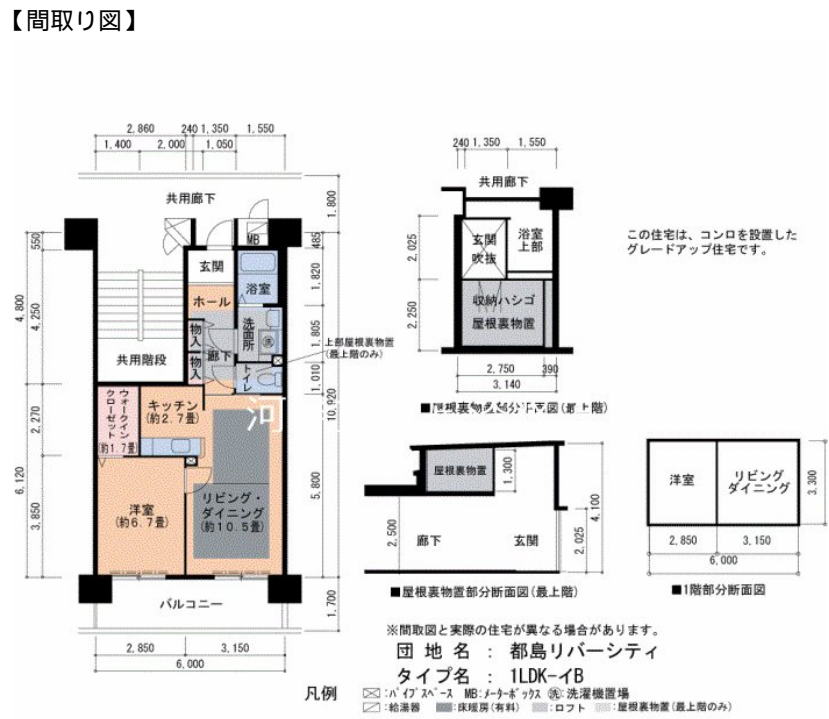 【間取り図】
2,860 240 1,350 1,550
1,400 2,000 1,050
共用廊下
1,800
MB
485
550
玄関
浴室
1,820
ホール
4,800
4,250
物入
洗面所
洗
1,805
廊下
共用階段
物入
トイレ
1,010
上部屋根裏物置
(最上階のみ)
10,920
ウォークイン
クローゼット
(約1.7畳)
キッチン
(約2.7畳)
河
2,270
6,120
3,850
洋室
(約6.7畳)
リビング・
ダイニング
(約10.5畳)
5,800
バルコニー
1,700
2,850 3,150
6,000
240 1,350 1,550
共用廊下
玄関
吹抜
浴室
上部
2,025
収納ハシゴ
屋根裏物置
2,250
2,750 390
3,140
(最上階)
この住宅は、コンロを設置した
グレードアップ住宅です。
屋根裏物置
1,300
2,500
廊下
玄関
2,025
4,100
■屋根裏物置部分断面図(最上階)
洋室
リビング
ダイニング
3,300
2,850 3,150
6,000
■1階部分断面図
※間取図と実際の住宅が異なる場合があります。
団地名 : 都島リバーシティ
タイプ名 : 1LDK-イB
凡例
:パイプスペース MB:メーターボックス 洗:洗濯機置場
:給湯器 :床暖房(有料) :ロフト :屋根裏物置(最上階のみ)